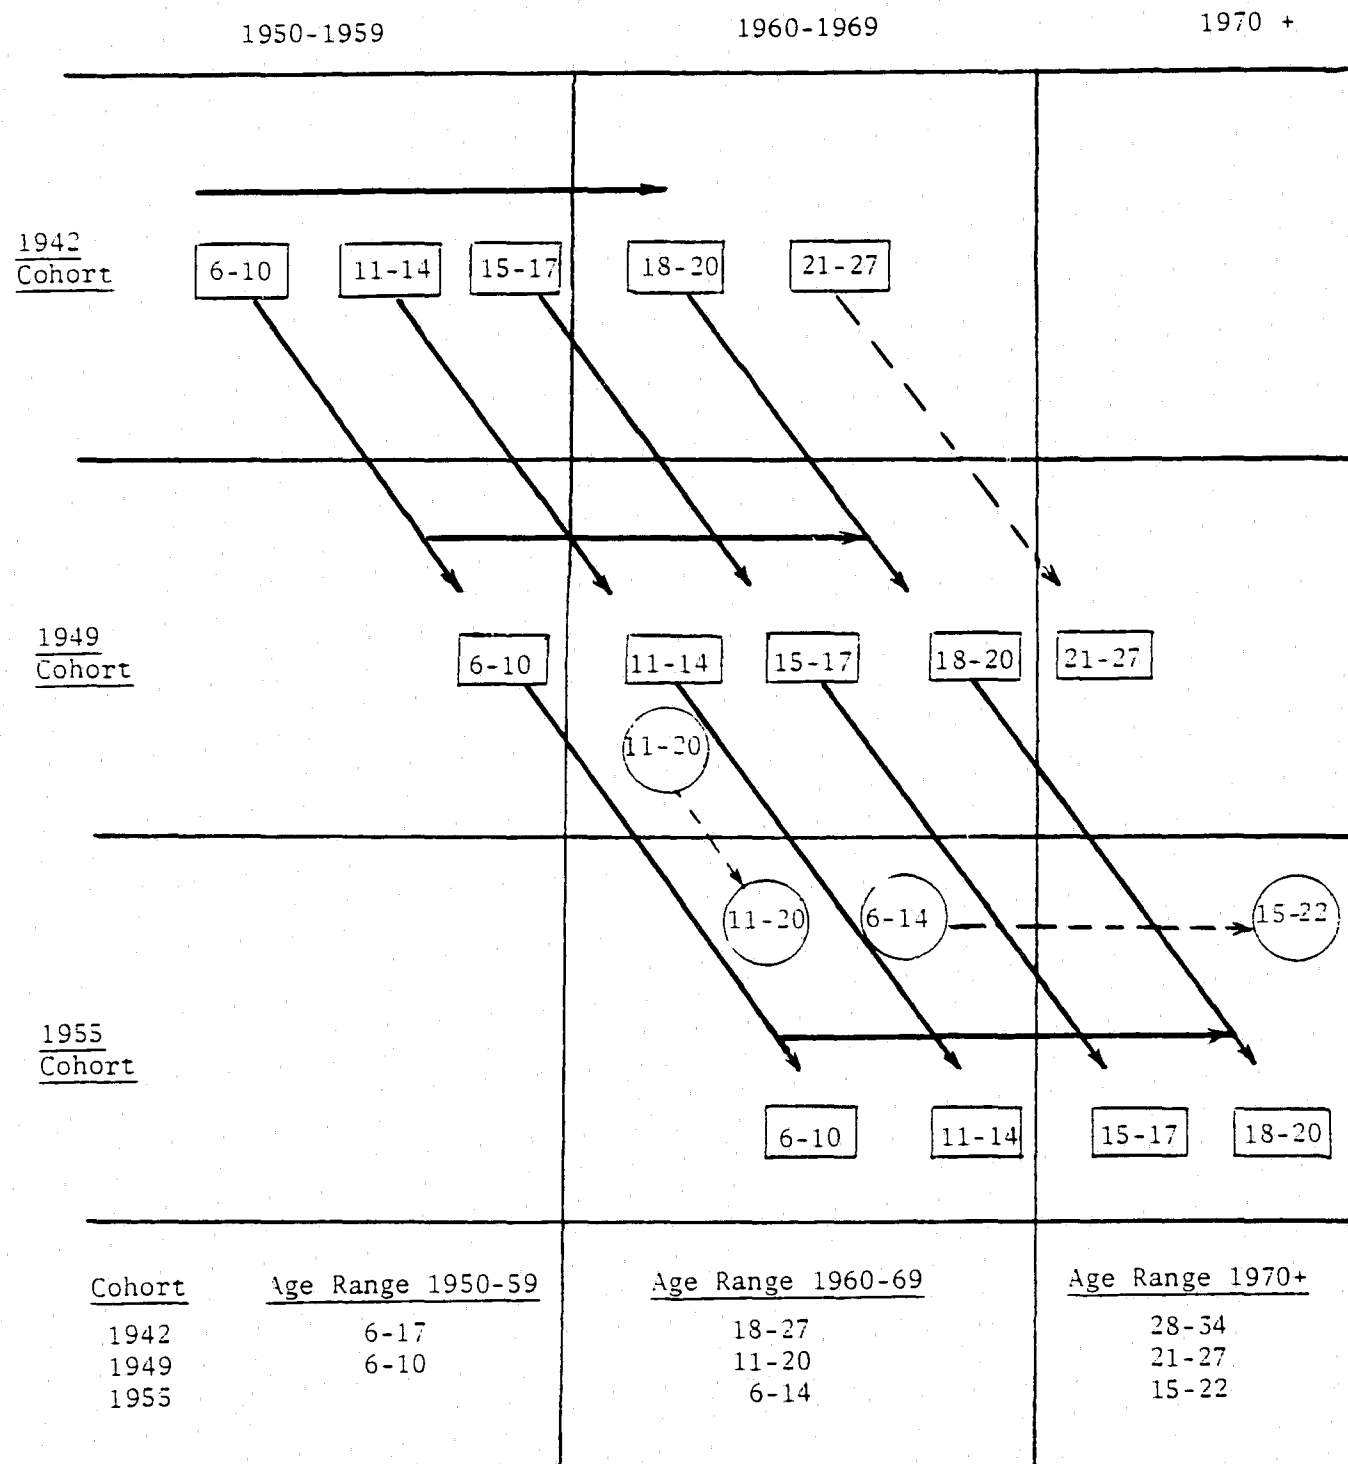 1950-1959 1960-1969 1970 +
1942
Cohort
6-10 11-14 15-17 18-20 21-27
1949
Cohort
6-10 11-14 15-17 18-20 21-27
11-20
11-20 6-14 15-22
1955
Cohort
6-10 11-14 15-17 18-20
Cohort Age Range 1950-59 Age Range 1960-69 Age Range 1970+
1942 6-17 18-27 28-34
1949 6-10 11-20 21-27
1955 6-14 15-22